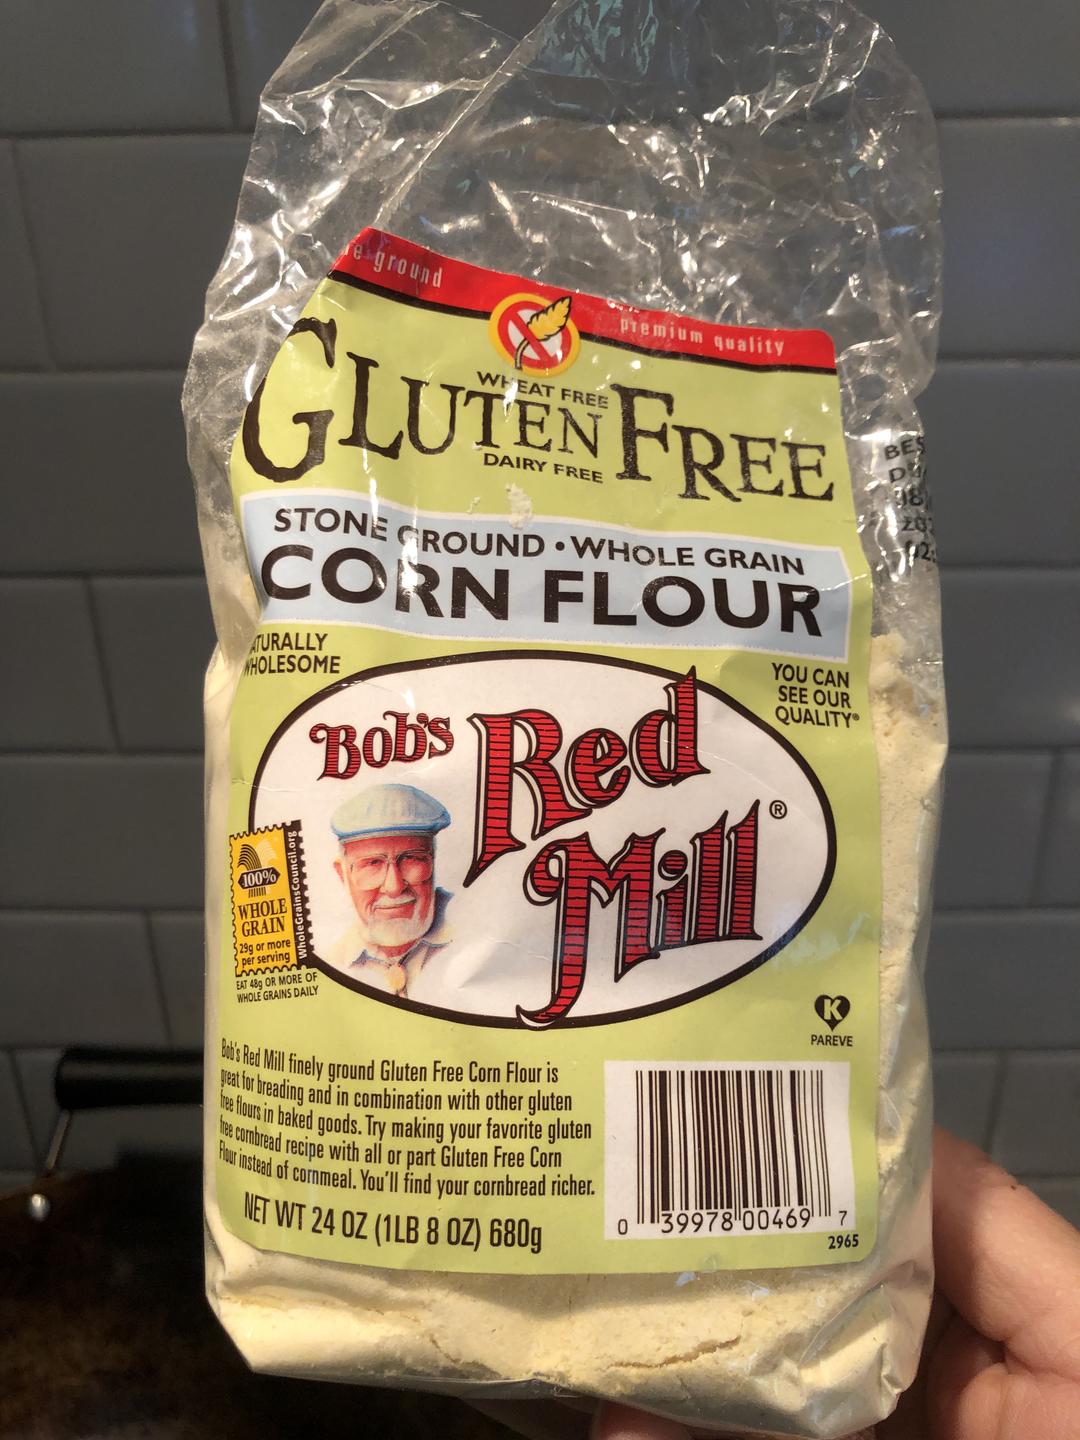 ground
premium quality
WHEAT FREE
GLUTEN FREE
DAIRY FREE
STONE GROUND • WHOLE GRAIN
CORN FLOUR
WHOLESOME
YOU CAN
SEE OUR
QUALITY®
Bob's
Red
Mill®
100%
WHOLE
GRAIN
29g or more
per serving
WholeGrainsCouncil.org
EAT 48g OR MORE OF
WHOLE GRAINS DAILY
K
PAREVE
Bob's Red Mill finely ground Gluten Free Corn Flour is
great for breading and in combination with other gluten
free flours in baked goods. Try making your favorite gluten
free cornbread recipe with all or part Gluten Free Corn
Flour instead of cornmeal. You'll find your cornbread richer.
NET WT 24 OZ (1LB 8 OZ) 680g
0 39978 00469 7
2965